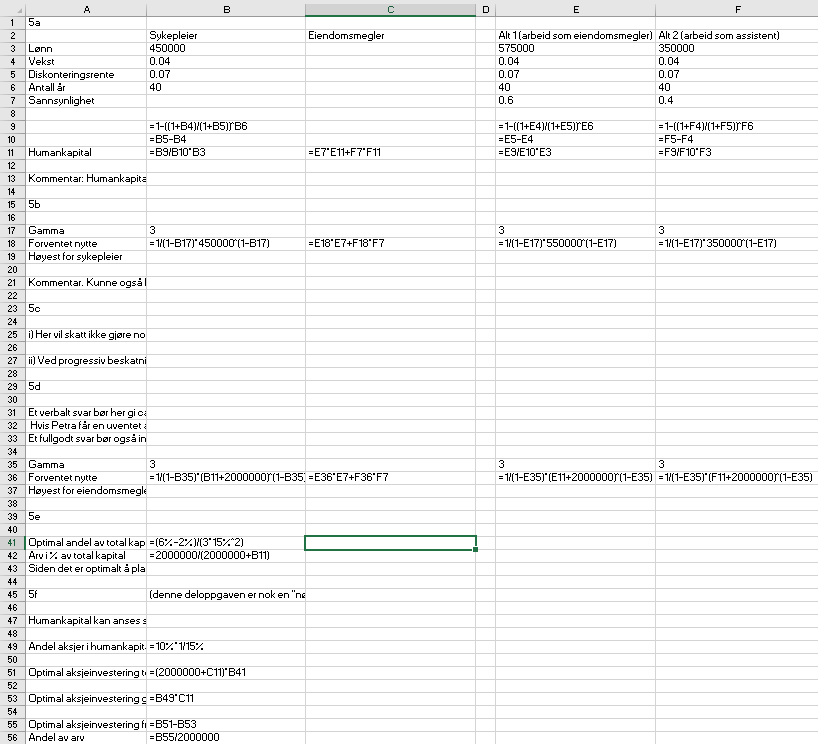 A B C D E F
1 5a
2 Sykepleier Eiendomsmegler Alt 1 (arbeid som eiendomsmegler) Alt 2 (arbeid som assistent)
3 Lønn 450000 575000 350000
4 Vekst 0.04 0.04 0.04
5 Diskonteringsrente 0.07 0.07 0.07
6 Antall år 40 40 40
7 Sannsynlighet 0.6 0.4
8
9 =1-((1+B4)/(1+B5))^B6 =1-((1+E4)/(1+E5))^E6 =1-((1+F4)/(1+F5))^F6
10 =B5-B4 =E5-E4 =F5-F4
11 Humankapital =B9/B10*B3 =E7*E11+F7*F11 =E9/E10*E3 =F9/F10*F3
12
13 Kommentar: Humankapita
14
15 5b
16
17 Gamma 3 3 3
18 Forventet nytte =1/(1-B17)*450000^(1-B17) =E18*E7+F18*F7 =1/(1-E17)*550000^(1-E17) =1/(1-E17)*350000^(1-E17)
19 Høyest for sykepleier
20
21 Kommentar. Kunne også l
22
23 5c
24
25 i) Her vil skatt ikke gjøre no
26
27 ii) Ved progressiv beskatni
28
29 5d
30
31 Et verbalt svar bør her gi ca
32 Hvis Petra får en uventet a
33 Et fullgodt svar bør også in
34
35 Gamma 3 3 3
36 Forventet nytte =1/(1-B35)*(B11+2000000)^(1-B35) =E36*E7+F36*F7 =1/(1-E35)*(E11+2000000)^(1-E35) =1/(1-E35)*(F11+2000000)^(1-E35)
37 Høyest for eiendomsmegle
38
39 5e
40
41 Optimal andel av total kap =(6%-2%)/(3*15%^2)
42 Arv i % av total kapital =2000000/(2000000+B11)
43 Siden det er optimalt å pla
44
45 5f (denne deloppgaven er nok en "nø
46
47 Humankapital kan anses s
48
49 Andel aksjer i humankapita =10%*1/15%
50
51 Optimal aksjeinvestering to =(2000000+C11)*B41
52
53 Optimal aksjeinvestering g =B49*C11
54
55 Optimal aksjeinvestering fr =B51-B53
56 Andel av arv =B55/2000000